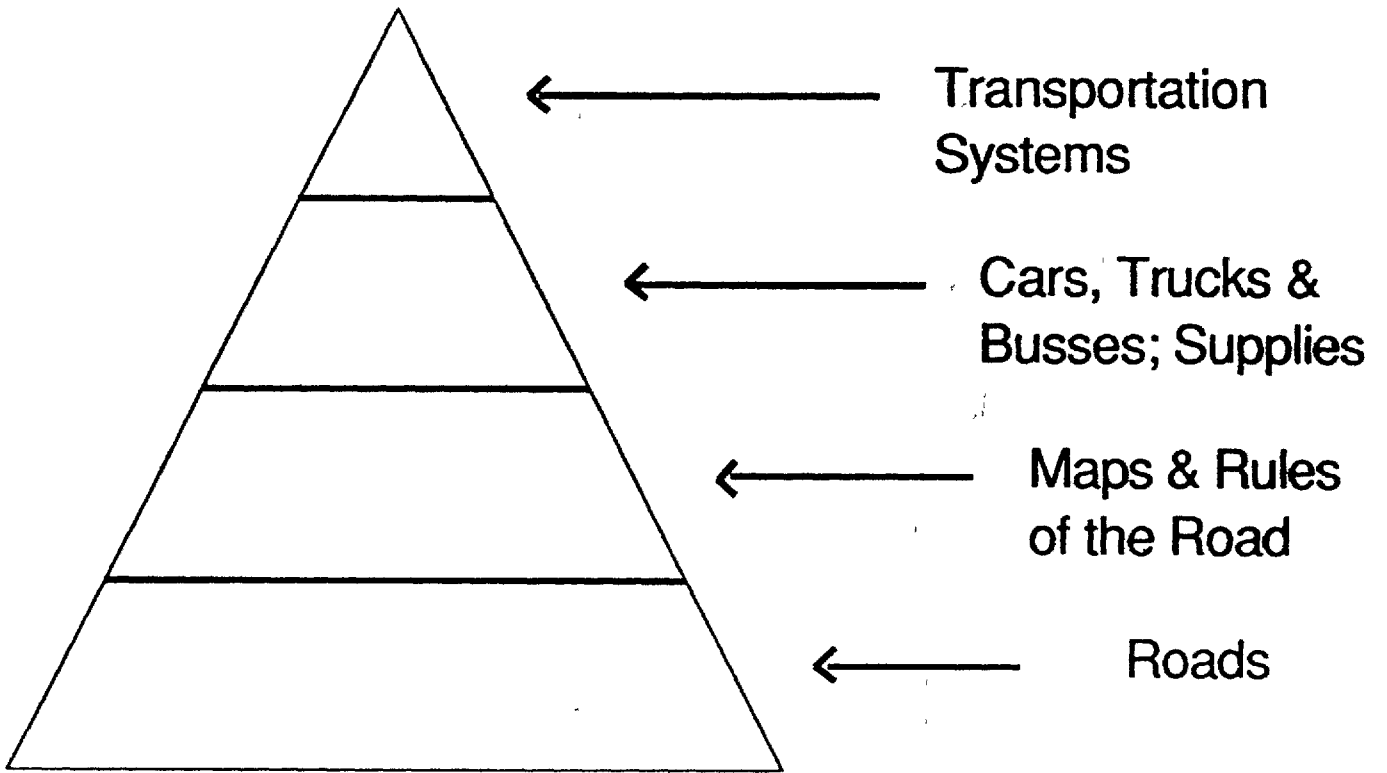 Transportation
Systems
Cars, Trucks &
Busses; Supplies
Maps & Rules
of the Road
Roads